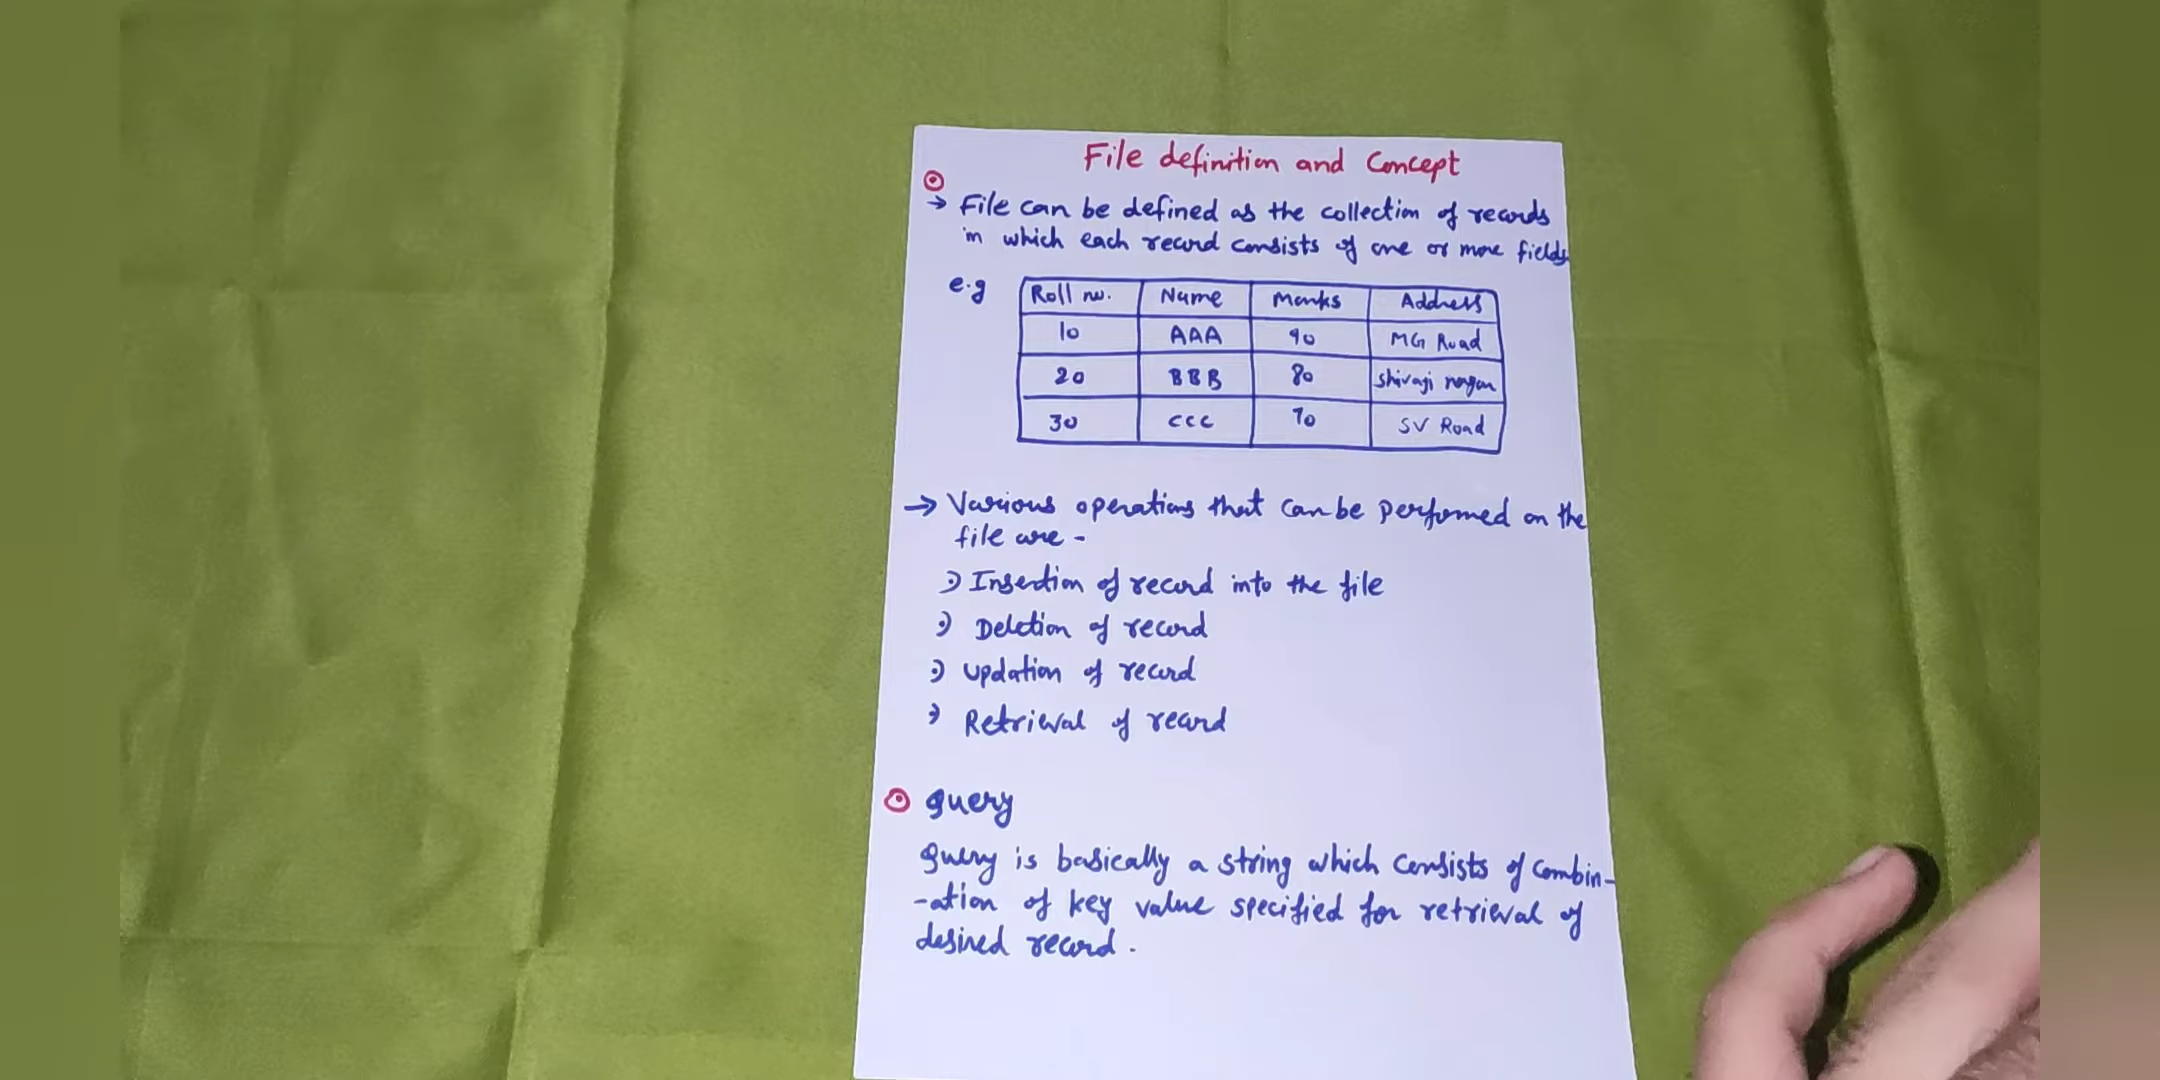 File definition and Concept
→ File can be defined as the collection of records
in which each record consists of one or more fields
e.g
Roll no. Name Marks Address
10 AAA 90 MG Road
20 BBB 80 Shivaji nagar
30 CCC 70 SV Road
→ Various operations that can be performed on the
file are -
Insertion of record into the file
Deletion of record
Updation of record
Retrieval of record
Query
Query is basically a string which consists of combin-
-ation of key value specified for retrieval of
desired record.